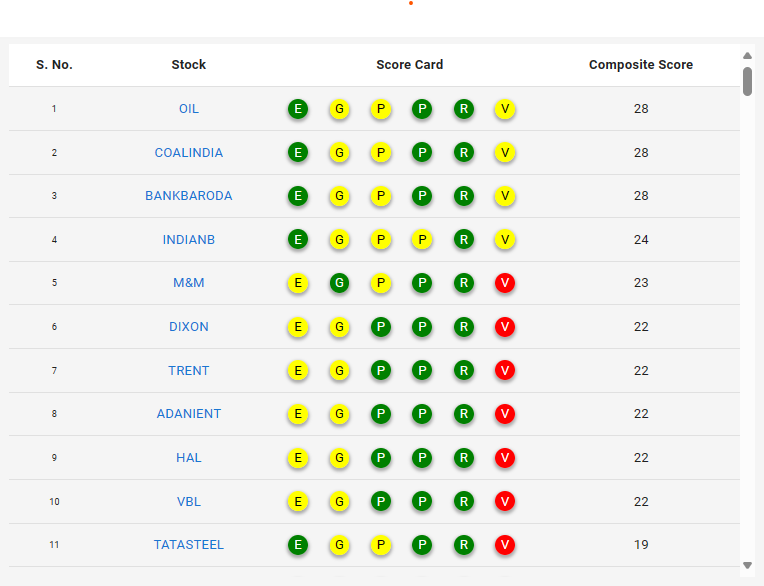 S. No. Stock Score Card Composite Score
1 OIL E G P P R V 28
2 COALINDIA E G P P R V 28
3 BANKBARODA E G P P R V 28
4 INDIANB E G P P R V 24
5 M&M E G P P R V 23
6 DIXON E G P P R V 22
7 TRENT E G P P R V 22
8 ADANIENT E G P P R V 22
9 HAL E G P P R V 22
10 VBL E G P P R V 22
11 TATASTEEL E G P P R V 19